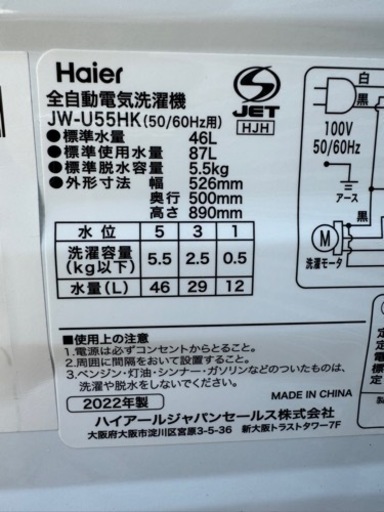 Haier
全自動電気洗濯機
JW-U55HK(50/60Hz用)
JET
HJH
●標準水量 46L
●標準使用水量 87L
●標準脱水容量 5.5kg
●外形寸法 幅 526mm
奥行 500mm
高さ 890mm
水位 5 3 1
洗濯容量(kg以下) 5.5 2.5 0.5
水量(L) 46 29 12
白
黒
100V
50/60Hz
アース
M
洗濯モータ
黒
■使用上の注意
1.電源は必ずコンセントからとること。
2.周囲に間隔をおいて設置すること。
3.ベンジン・灯油・シンナー・ガソリンなどのついたものは、
洗濯や脱水をしないでください。
2022年製
MADE IN CHINA
ハイアールジャパンセールス株式会社
大阪府大阪市淀川区宮原3-5-36 新大阪トラストタワー7F